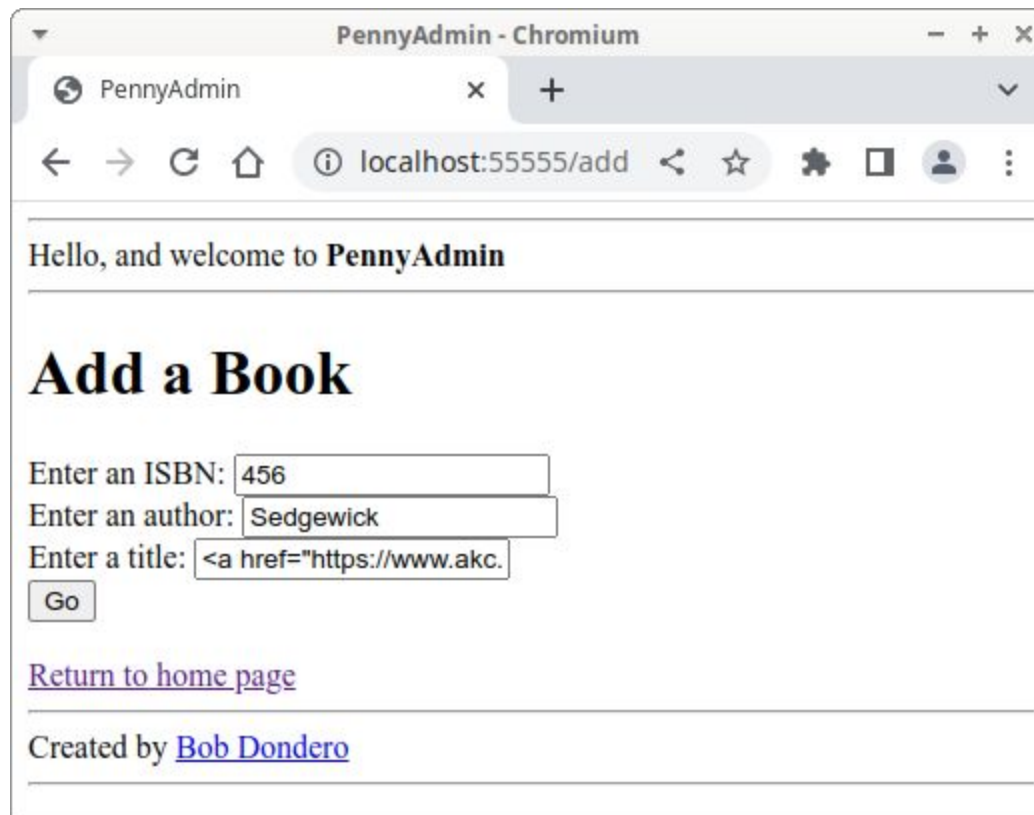 PennyAdmin - Chromium
PennyAdmin
localhost:55555/add
Hello, and welcome to PennyAdmin
Add a Book
Enter an ISBN: 456
Enter an author: Sedgewick
Enter a title: <a href="https://www.akc.
Go
Return to home page
Created by Bob Dondero